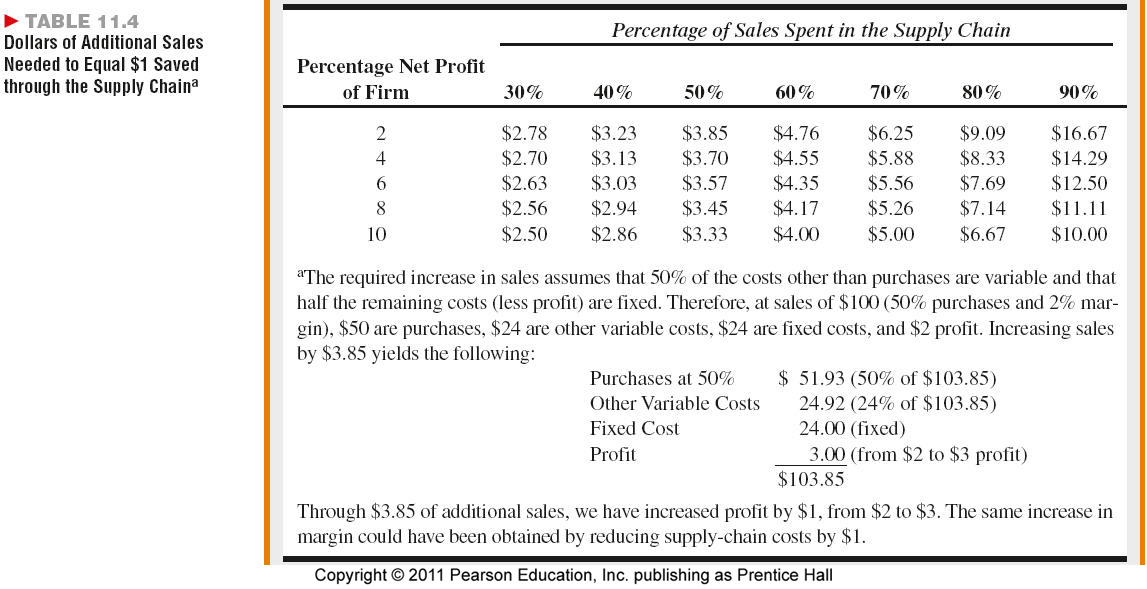 ► TABLE 11.4
Dollars of Additional Sales
Needed to Equal $1 Saved
through the Supply Chainᵃ
Percentage of Sales Spent in the Supply Chain
Percentage Net Profit
of Firm 30% 40% 50% 60% 70% 80% 90%
2 $2.78 $3.23 $3.85 $4.76 $6.25 $9.09 $16.67
4 $2.70 $3.13 $3.70 $4.55 $5.88 $8.33 $14.29
6 $2.63 $3.03 $3.57 $4.35 $5.56 $7.69 $12.50
8 $2.56 $2.94 $3.45 $4.17 $5.26 $7.14 $11.11
10 $2.50 $2.86 $3.33 $4.00 $5.00 $6.67 $10.00
ᵃThe required increase in sales assumes that 50% of the costs other than purchases are variable and that
half the remaining costs (less profit) are fixed. Therefore, at sales of $100 (50% purchases and 2% mar-
gin), $50 are purchases, $24 are other variable costs, $24 are fixed costs, and $2 profit. Increasing sales
by $3.85 yields the following:
Purchases at 50% $ 51.93 (50% of $103.85)
Other Variable Costs 24.92 (24% of $103.85)
Fixed Cost 24.00 (fixed)
Profit 3.00 (from $2 to $3 profit)
$103.85
Through $3.85 of additional sales, we have increased profit by $1, from $2 to $3. The same increase in
margin could have been obtained by reducing supply-chain costs by $1.
Copyright © 2011 Pearson Education, Inc. publishing as Prentice Hall